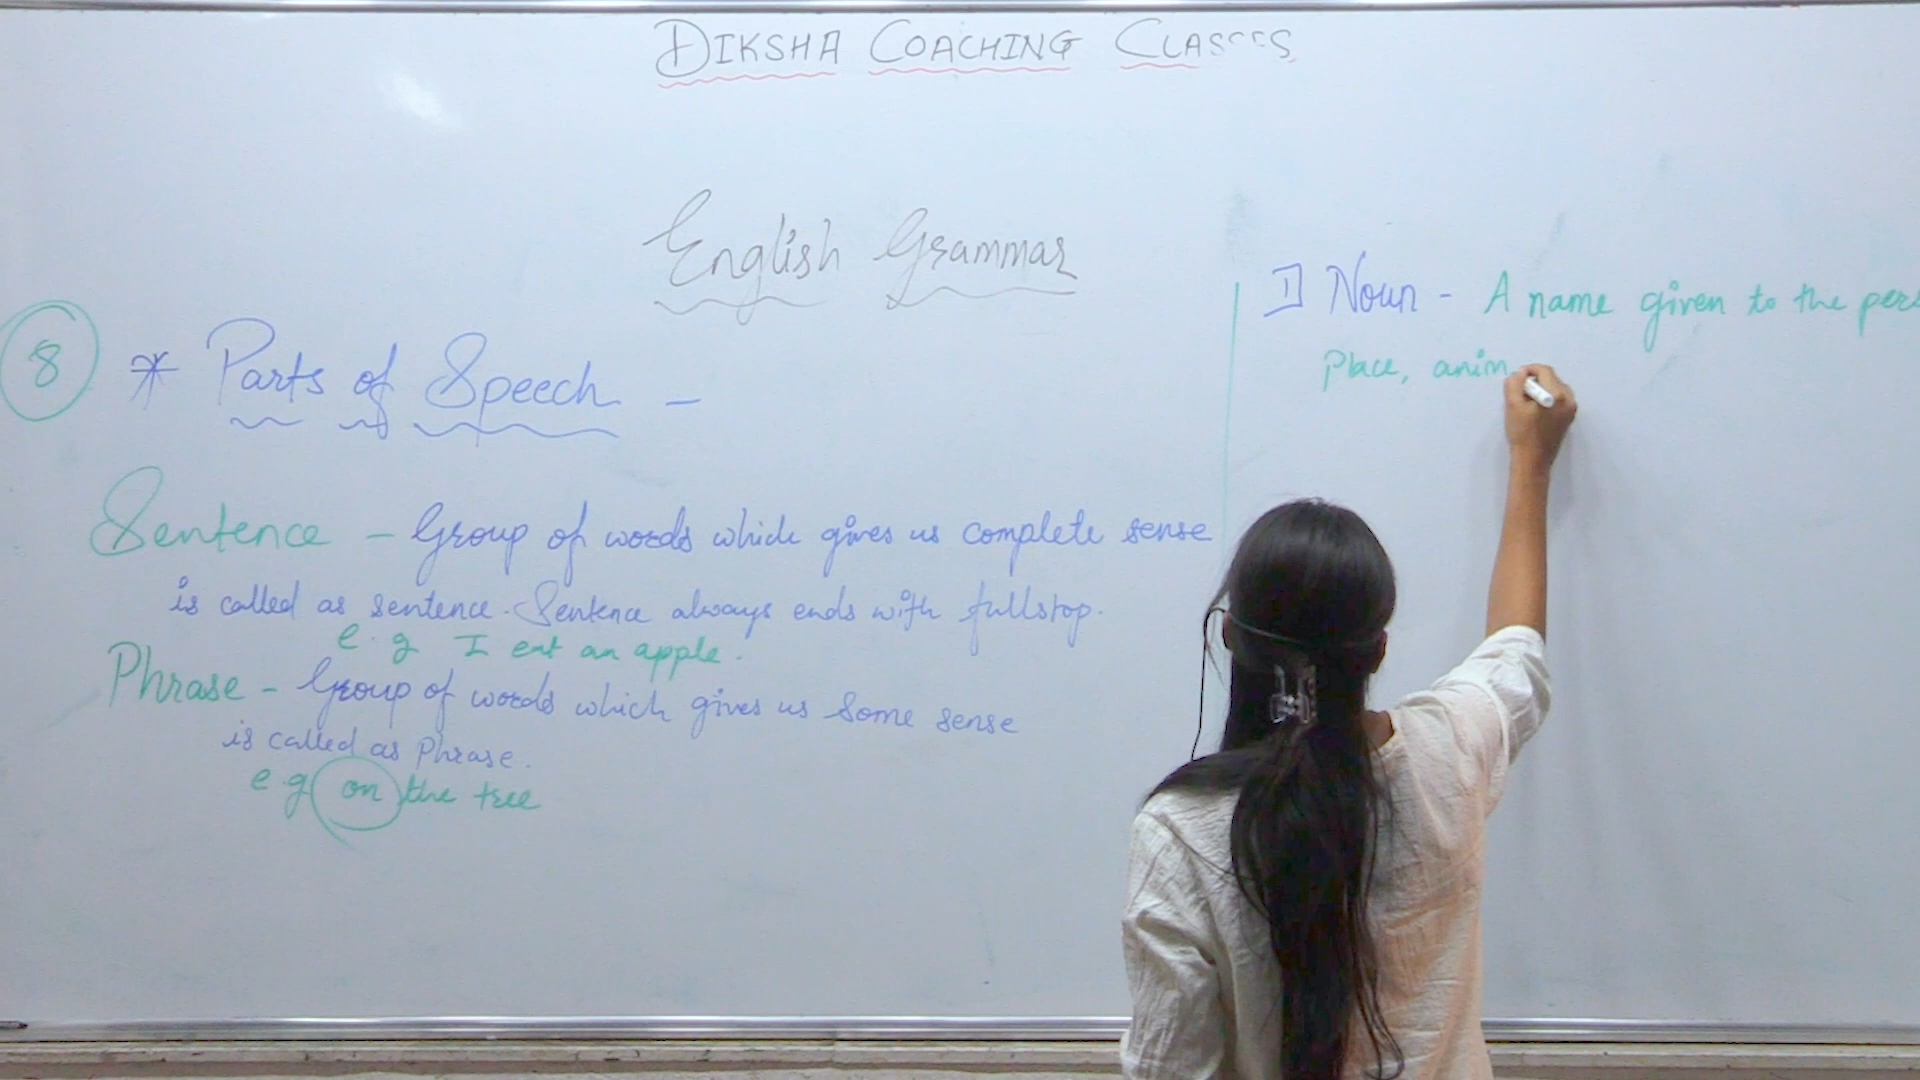 DIKSHA COACHING CLASSES
English Grammar
8
* Parts of Speech -
Sentence - Group of words which gives us complete sense
is called as sentence. Sentence always ends with fullstop.
e.g I eat an apple.
Phrase - Group of words which gives us some sense
is called as Phrase.
e.g on the tree
1] Noun - A name given to the pers
Place, anim